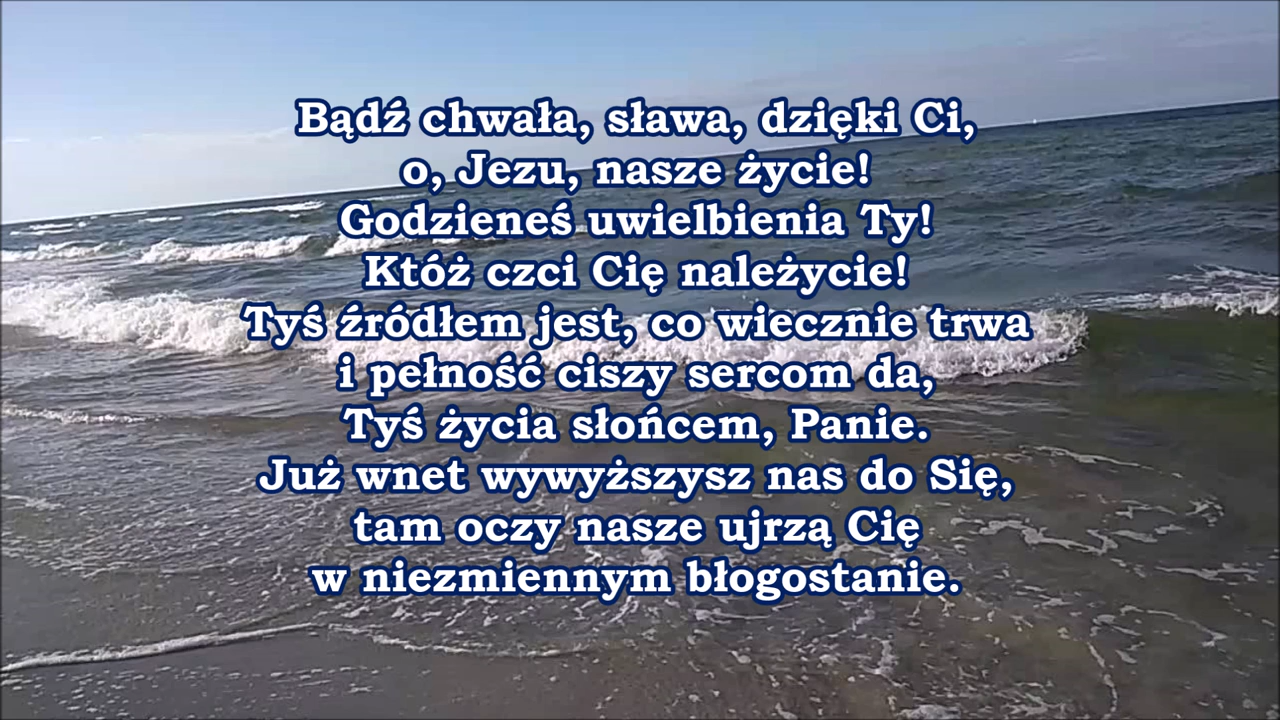 Bądź chwała, sława, dzięki Ci,
o, Jezu, nasze życie!
Godzieneś uwielbienia Ty!
Któż czci Cię należycie!
Tyś źródłem jest, co wiecznie trwa
i pełność ciszy sercom da,
Tyś życia słońcem, Panie.
Już wnet wywyższysz nas do Się,
tam oczy nasze ujrzą Cię
w niezmiennym błogostanie.